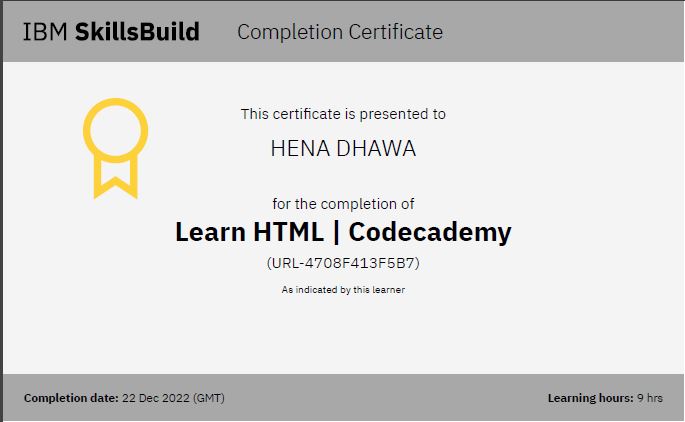 IBM SkillsBuild Completion Certificate
This certificate is presented to
HENA DHAWA
for the completion of
Learn HTML | Codecademy
(URL-4708F413F5B7)
As indicated by this learner
Completion date: 22 Dec 2022 (GMT) Learning hours: 9 hrs